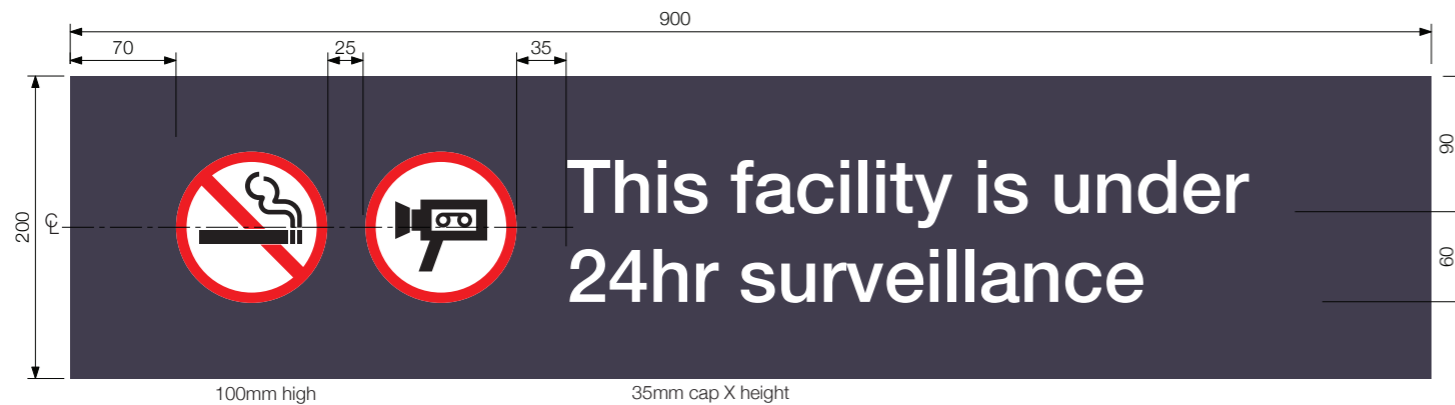 900
70 25 35
200
℄
90
60
This facility is under
24hr surveillance
100mm high
35mm cap X height